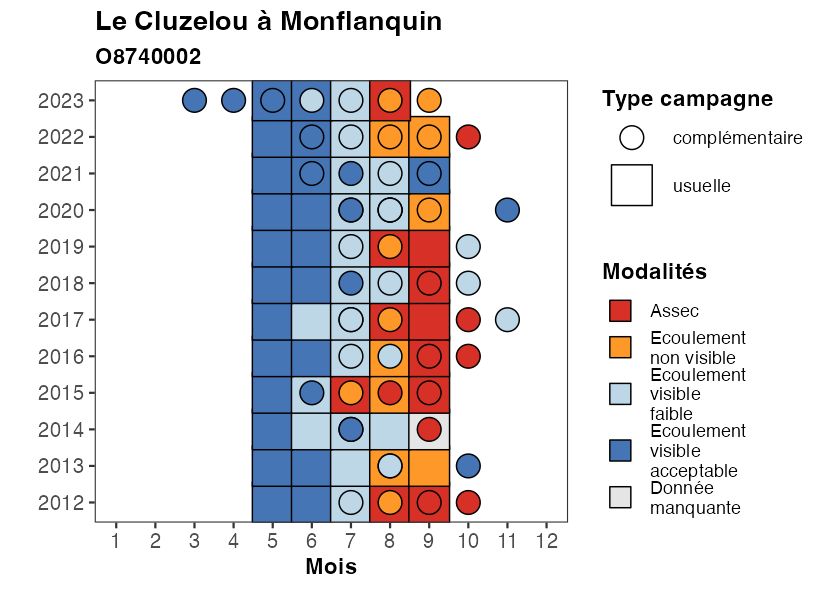 Le Cluzelou à Monflanquin
O8740002
2023
2022
2021
2020
2019
2018
2017
2016
2015
2014
2013
2012
1 2 3 4 5 6 7 8 9 10 11 12
Mois
Type campagne
complémentaire
usuelle
Modalités
Assec
Ecoulement
non visible
Ecoulement
visible
faible
Ecoulement
visible
acceptable
Donnée
manquante